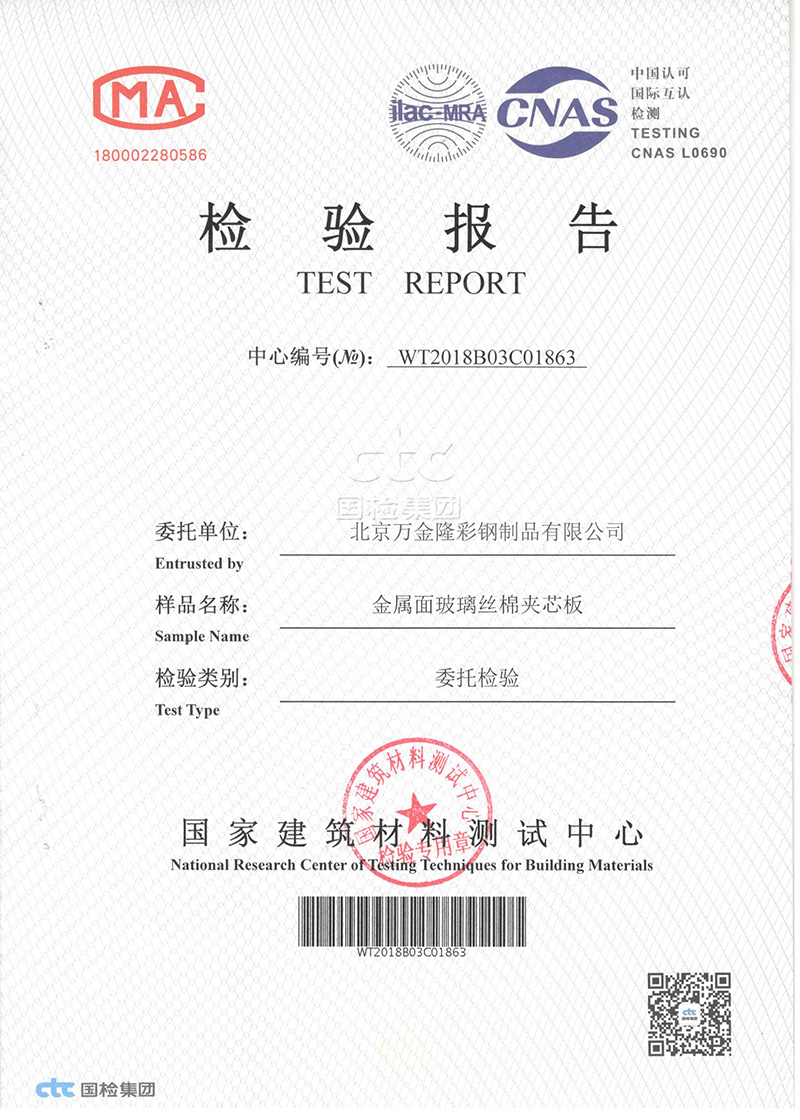 CMA
180002280586
ilac-MRA
CNAS
中国认可
国际互认
检测
TESTING
CNAS L0690
检验报告
TEST REPORT
中心编号(№): WT2018B03C01863
ctc
国检集团
委托单位: 北京万金隆彩钢制品有限公司
Entrusted by
样品名称: 金属面玻璃丝棉夹芯板
Sample Name
检验类别: 委托检验
Test Type
国家建筑材料测试中心
检验专用章
国家建筑材料测试中心
National Research Center of Testing Techniques for Building Materials
WT2018B03C01863
ctc
国检集团
ctc 国检集团